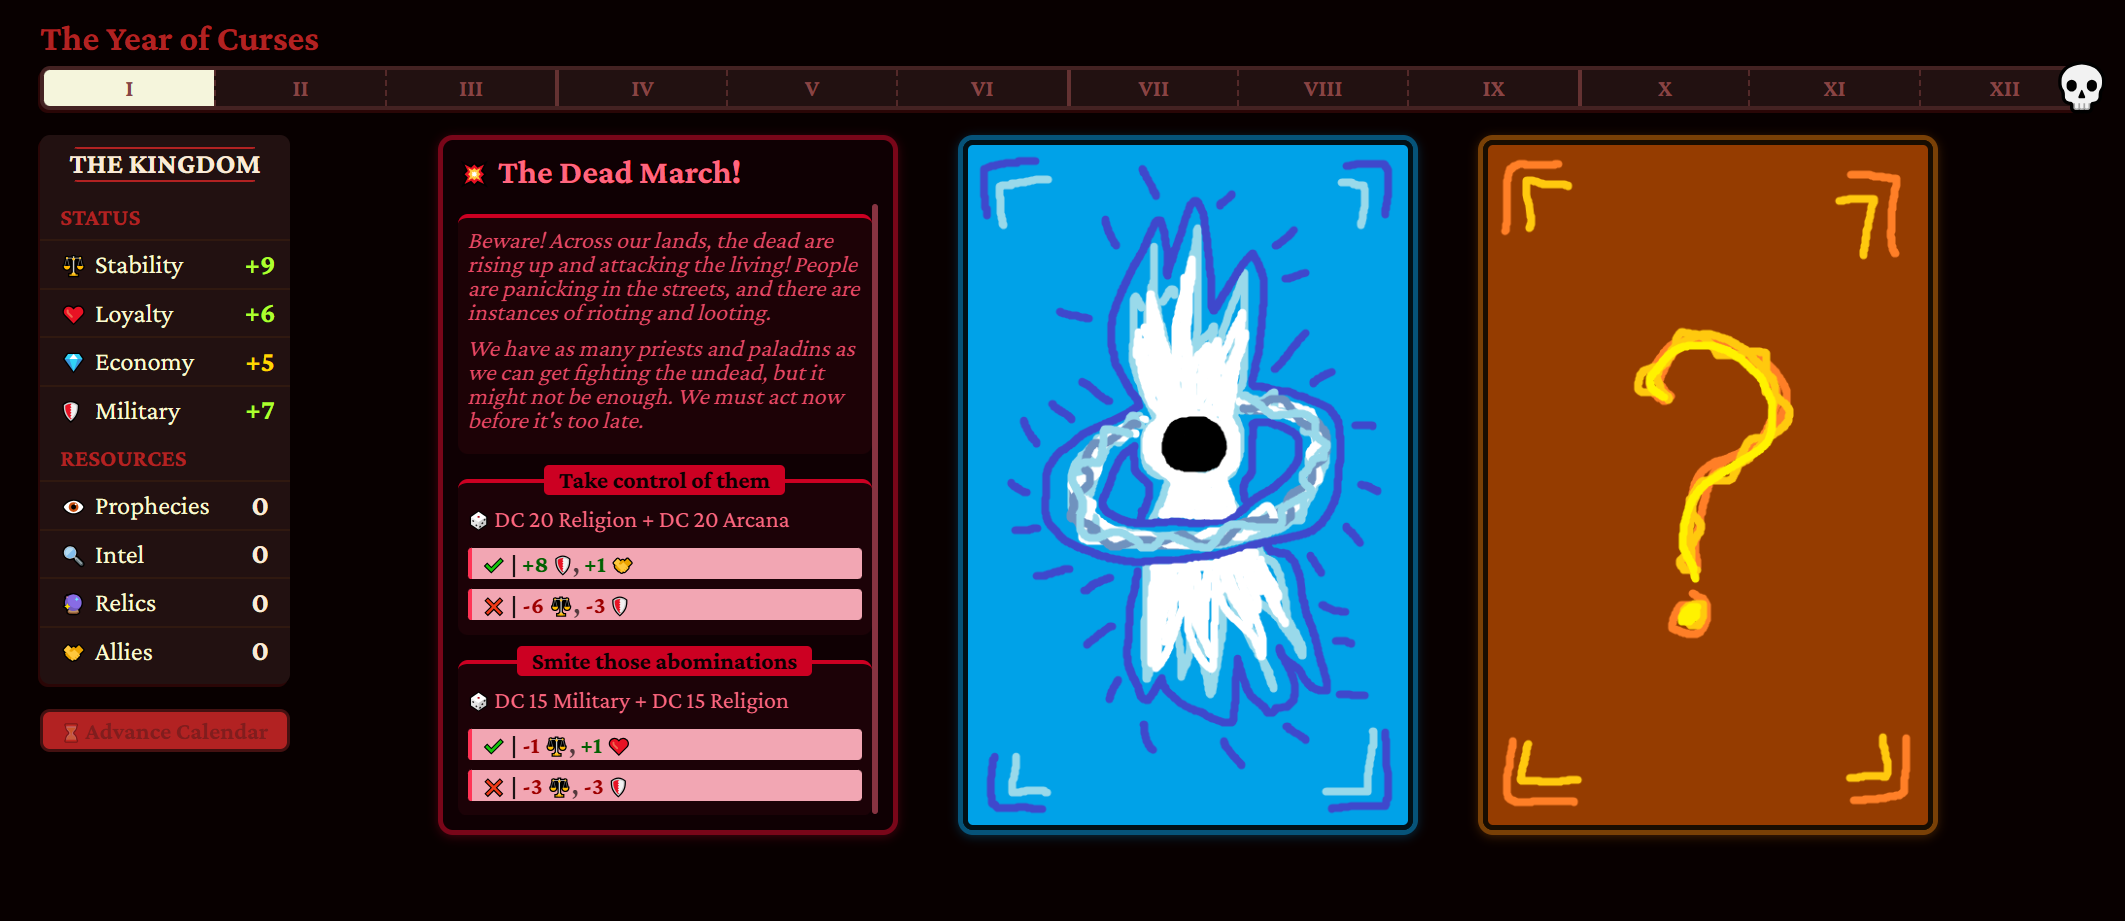 The Year of Curses
I II III IV V VI VII VIII IX X XI XII
THE KINGDOM
STATUS
Stability +9
Loyalty +6
Economy +5
Military +7
RESOURCES
Prophecies 0
Intel 0
Relics 0
Allies 0
Advance Calendar
The Dead March!
Beware! Across our lands, the dead are
rising up and attacking the living! People
are panicking in the streets, and there are
instances of rioting and looting.
We have as many priests and paladins as
we can get fighting the undead, but it
might not be enough. We must act now
before it's too late.
Take control of them
DC 20 Religion + DC 20 Arcana
| +8 , +1
| -6 , -3
Smite those abominations
DC 15 Military + DC 15 Religion
| -1 , +1
| -3 , -3
?